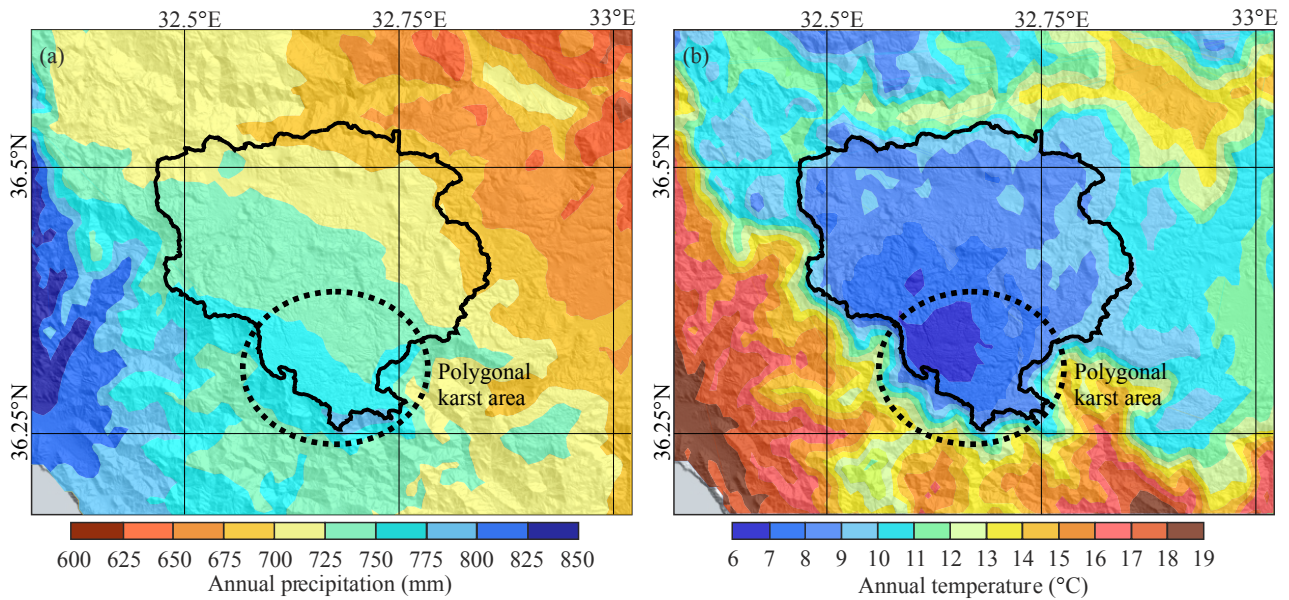 32.5°E 32.75°E 33°E 32.5°E 32.75°E 33°E
(a) (b)
36.5°N 36.5°N
Polygonal
karst area
Polygonal
karst area
36.25°N 36.25°N
600 625 650 675 700 725 750 775 800 825 850
Annual precipitation (mm)
6 7 8 9 10 11 12 13 14 15 16 17 18 19
Annual temperature (°C)